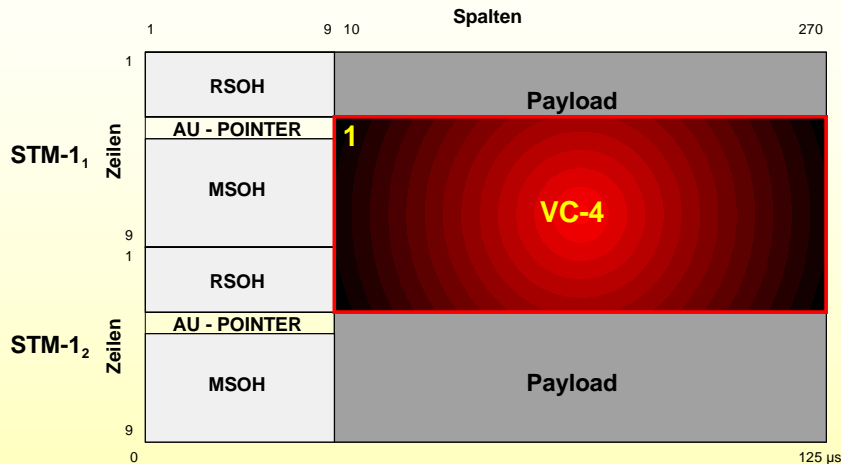 Spalten
1 9 10 270
1
RSOH
Payload
AU - POINTER
1
STM-1₁
Zeilen
MSOH
VC-4
9
1
RSOH
AU - POINTER
STM-1₂
Zeilen
MSOH
Payload
9
0 125 µs